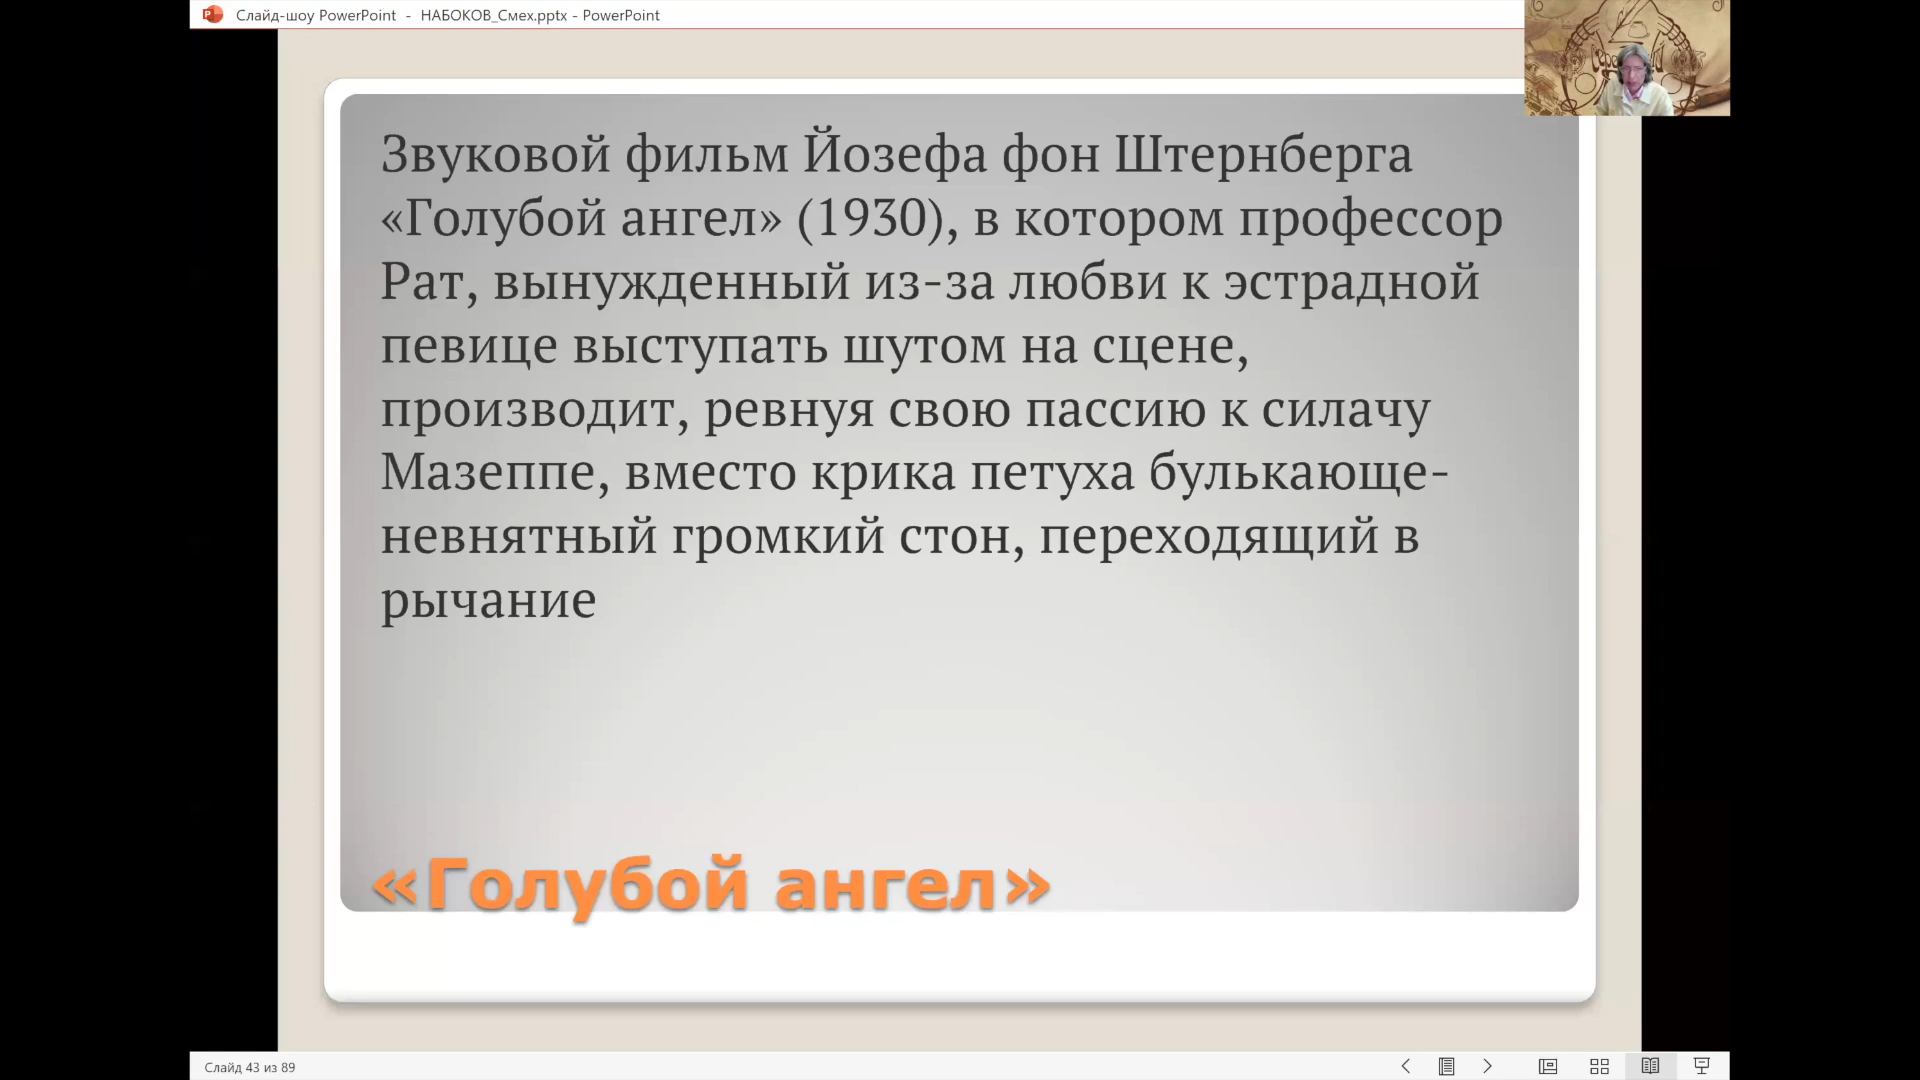 Слайд-шоу PowerPoint - НАБОКОВ_Смех.pptx - PowerPoint
Звуковой фильм Йозефа фон Штернберга
«Голубой ангел» (1930), в котором профессор
Рат, вынужденный из-за любви к эстрадной
певице выступать шутом на сцене,
производит, ревнуя свою пассию к силачу
Мазеппе, вместо крика петуха булькающе-
невнятный громкий стон, переходящий в
рычание
«Голубой ангел»
Слайд 43 из 89